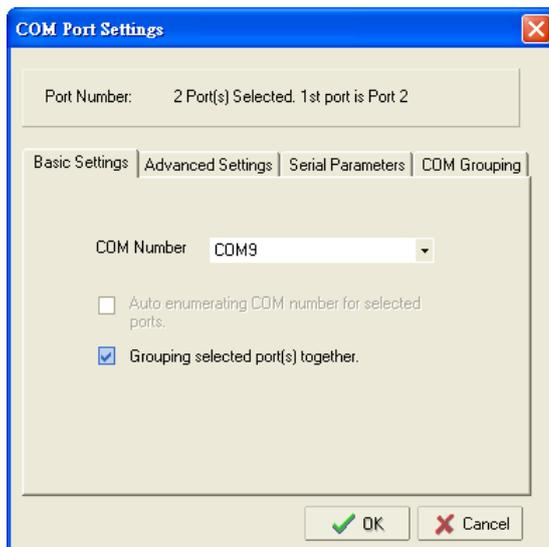 COM Port Settings
Port Number: 2 Port(s) Selected. 1st port is Port 2
Basic Settings Advanced Settings Serial Parameters COM Grouping
COM Number COM9
Auto enumerating COM number for selected
ports.
Grouping selected port(s) together.
OK Cancel